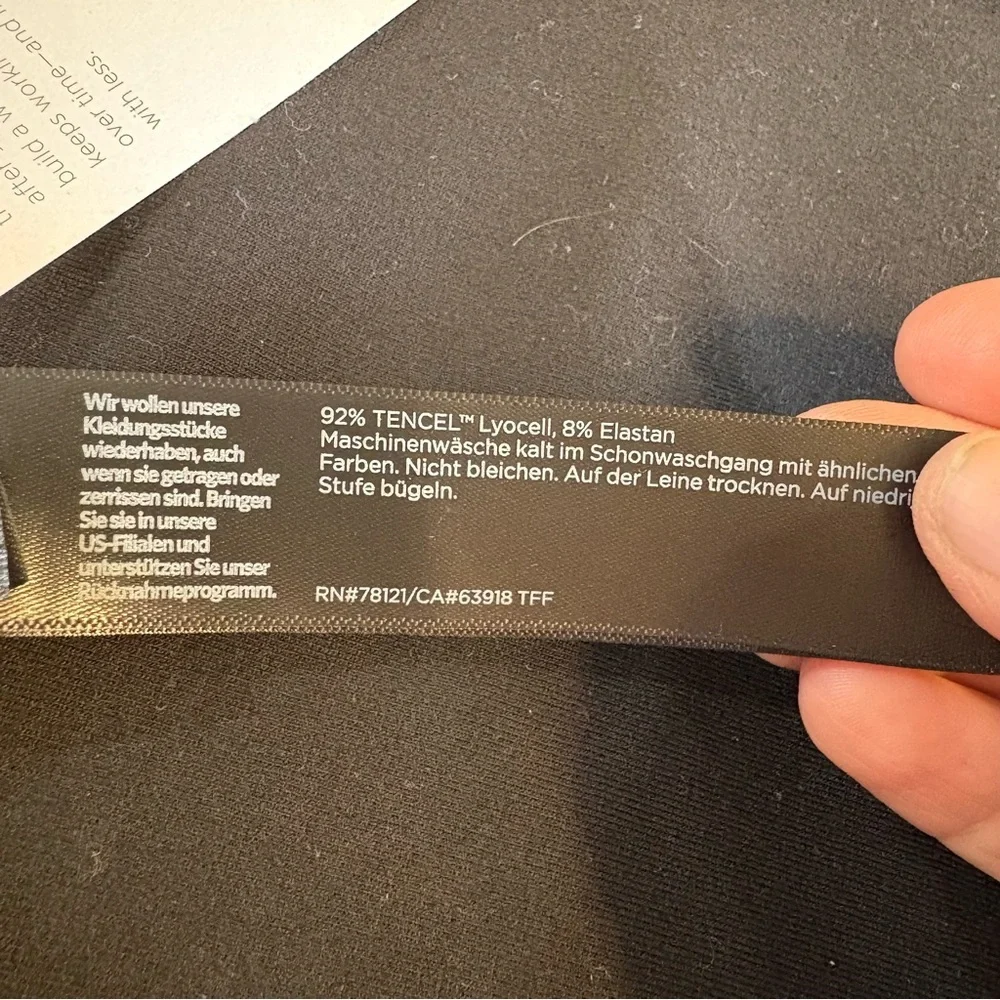 after
build a
keeps
over time—and
with less.
Wir wollen unsere
Kleidungsstücke
wiederhaben, auch
wenn sie getragen oder
zerrissen sind. Bringen
Sie sie in unsere
US-Filialen und
unterstützen Sie unser
Rücknahmeprogramm.
92% TENCEL™ Lyocell, 8% Elastan
Maschinenwäsche kalt im Schonwaschgang mit ähnlichen
Farben. Nicht bleichen. Auf der Leine trocknen. Auf
Stufe bügeln.
RN#78121/CA#63918 TFF